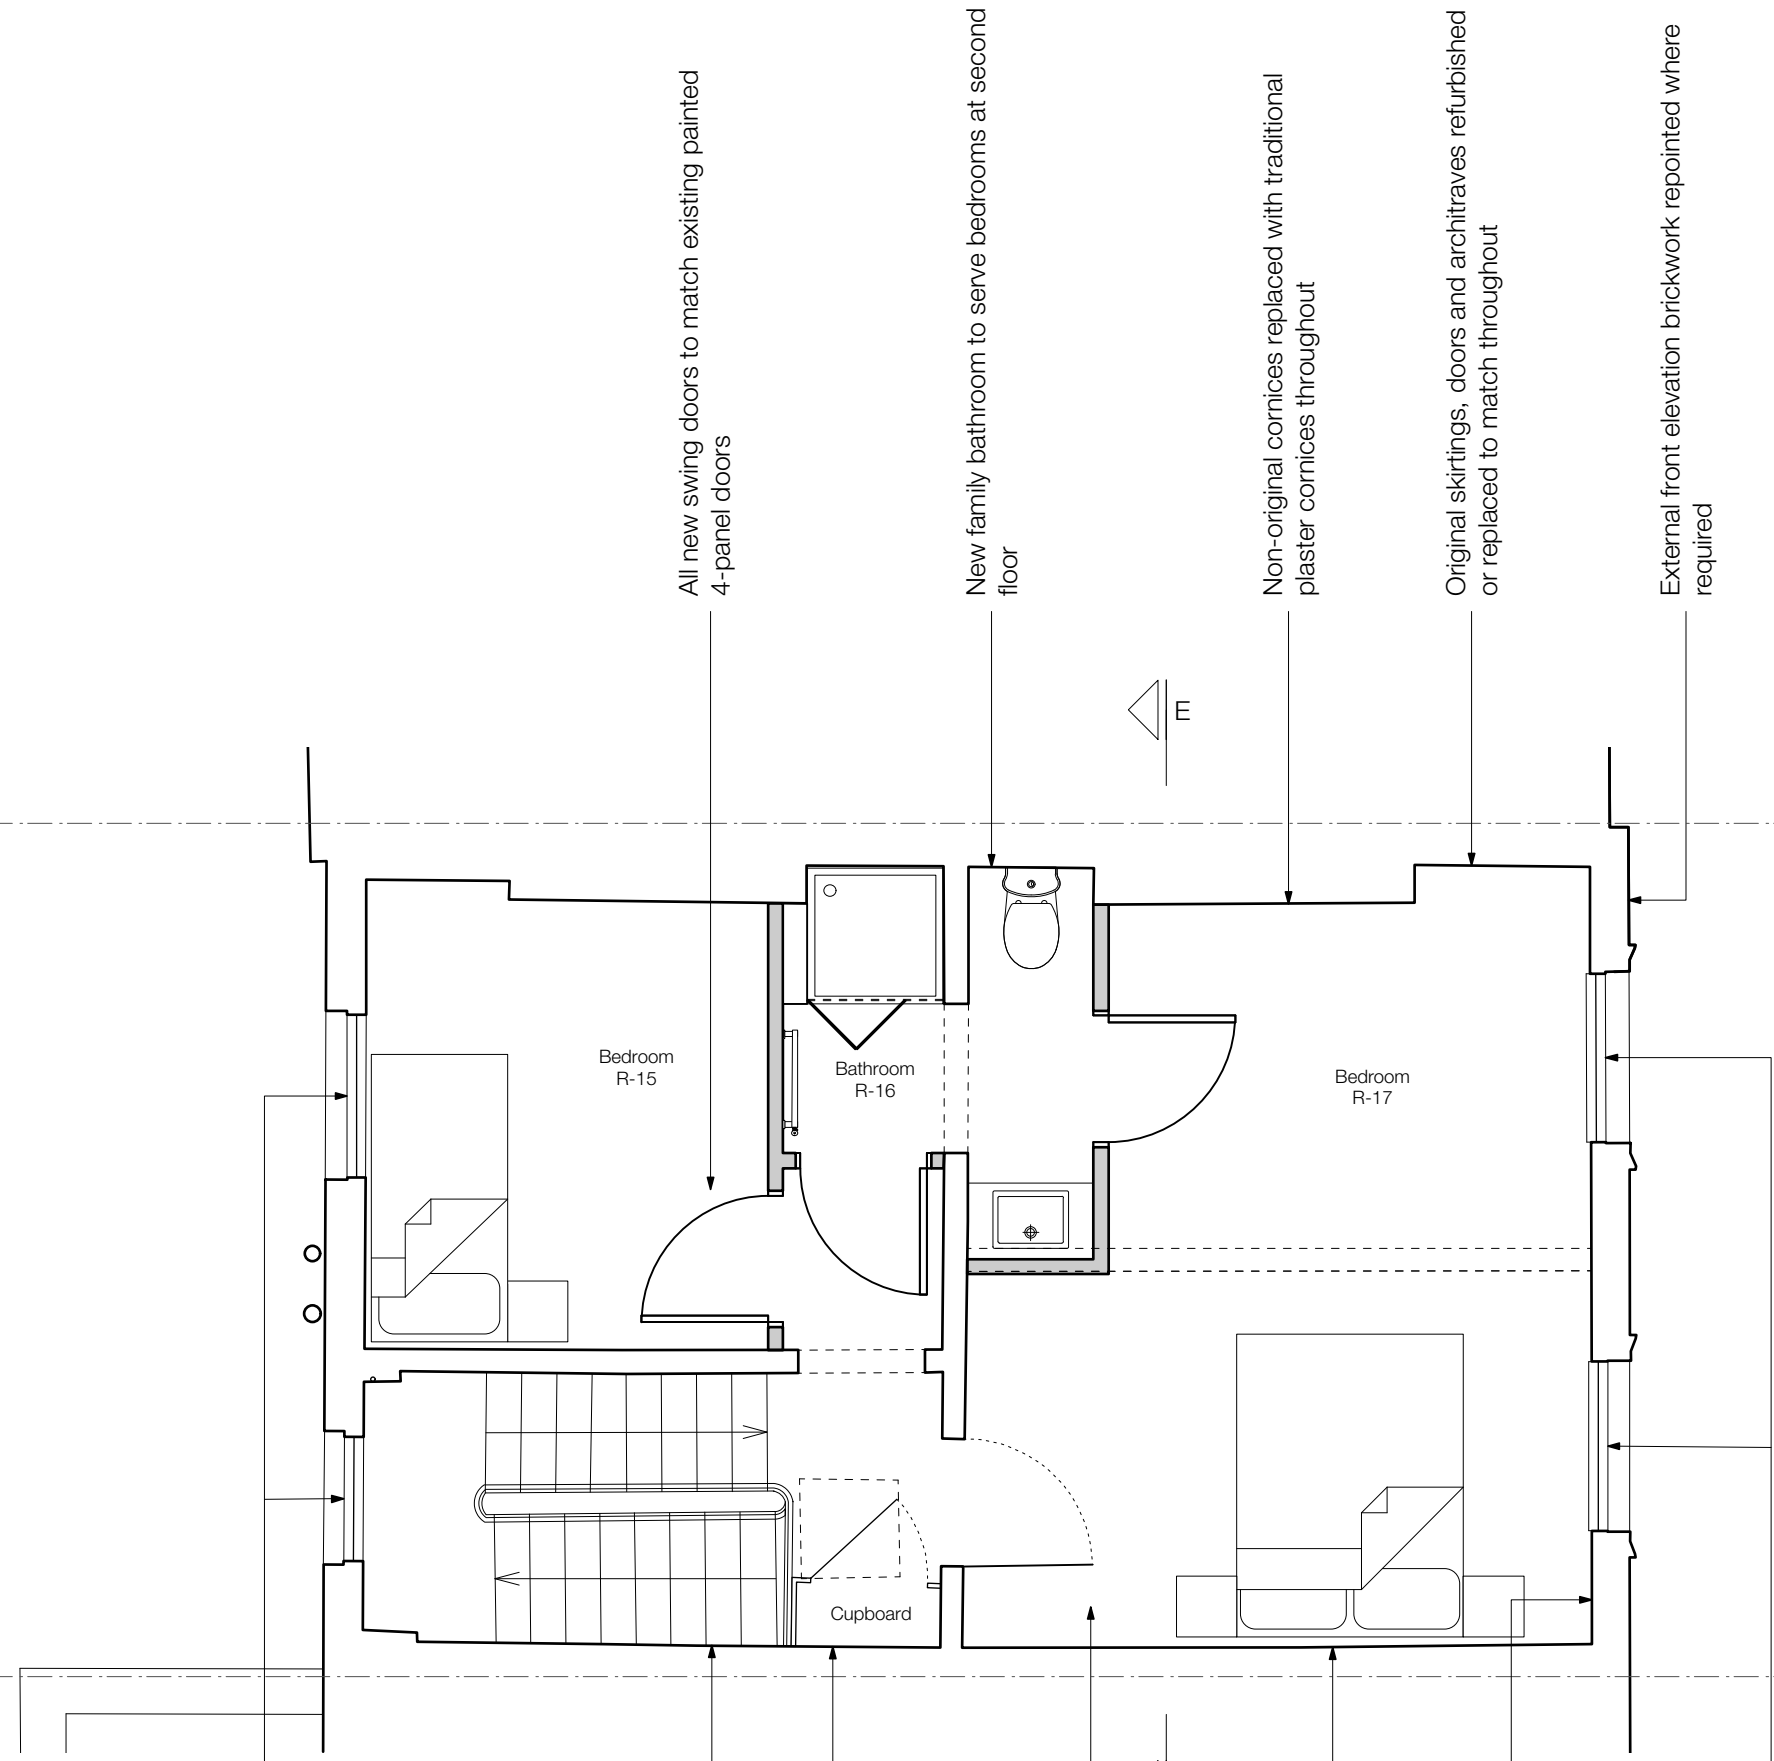 All new swing doors to match existing painted
4-panel doors
New family bathroom to serve bedrooms at second
floor
Non-original cornices replaced with traditional
plaster cornices throughout
Original skirtings, doors and architraves refurbished
or replaced to match throughout
External front elevation brickwork repointed where
required
E
Bedroom
R-15
Bathroom
R-16
Bedroom
R-17
Cupboard